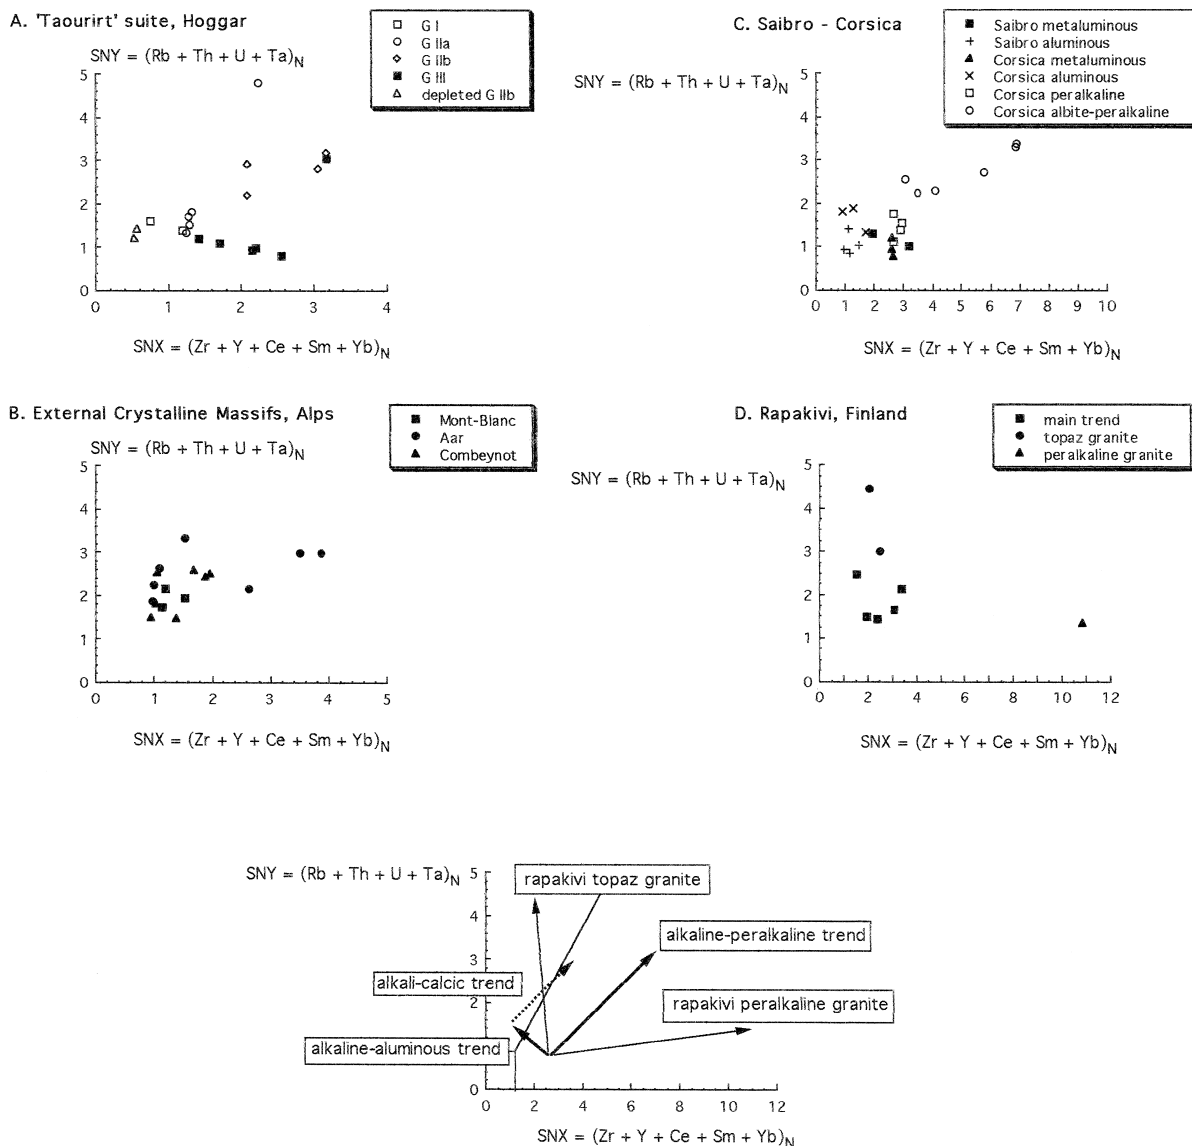 A. 'Taourirt' suite, Hoggar
SNY = (Rb + Th + U + Ta)N
G I
G IIa
G IIb
G III
depleted G IIb
5
4
3
2
1
0
0 1 2 3 4
SNX = (Zr + Y + Ce + Sm + Yb)N
C. Saibro - Corsica
SNY = (Rb + Th + U + Ta)N
Saibro metaluminous
Saibro aluminous
Corsica metaluminous
Corsica aluminous
Corsica peralkaline
Corsica albite-peralkaline
5
4
3
2
1
0
0 1 2 3 4 5 6 7 8 9 10
SNX = (Zr + Y + Ce + Sm + Yb)N
B. External Crystalline Massifs, Alps
SNY = (Rb + Th + U + Ta)N
Mont-Blanc
Aar
Combeynot
5
4
3
2
1
0
0 1 2 3 4 5
SNX = (Zr + Y + Ce + Sm + Yb)N
D. Rapakivi, Finland
SNY = (Rb + Th + U + Ta)N
main trend
topaz granite
peralkaline granite
5
4
3
2
1
0
0 2 4 6 8 10 12
SNX = (Zr + Y + Ce + Sm + Yb)N
SNY = (Rb + Th + U + Ta)N
rapakivi topaz granite
alkaline-peralkaline trend
alkali-calcic trend
rapakivi peralkaline granite
alkaline-aluminous trend
5
4
3
2
0
0 2 4 6 8 10 12
SNX = (Zr + Y + Ce + Sm + Yb)N